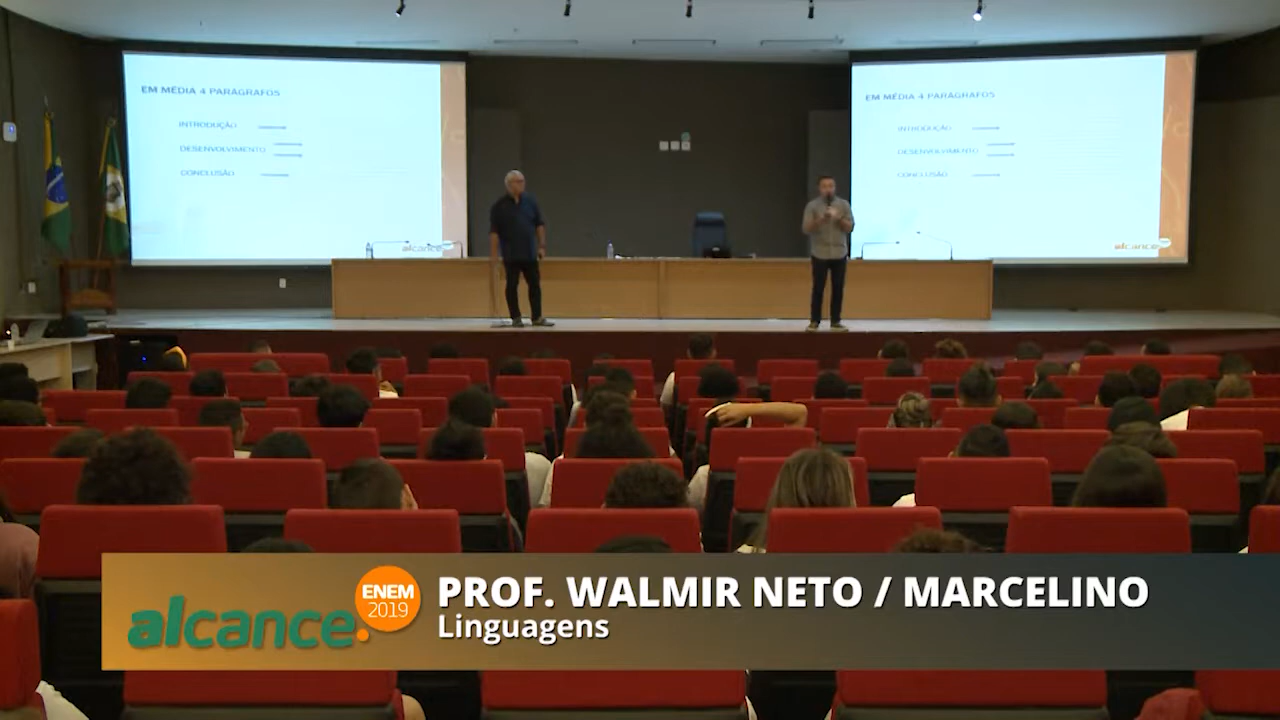 EM MÉDIA 4 PARÁGRAFOS
INTRODUÇÃO
DESENVOLVIMENTO
CONCLUSÃO
alcance
EM MÉDIA 4 PARÁGRAFOS
INTRODUÇÃO
DESENVOLVIMENTO
CONCLUSÃO
alcance
alcance.
ENEM
2019
PROF. WALMIR NETO / MARCELINO
Linguagens